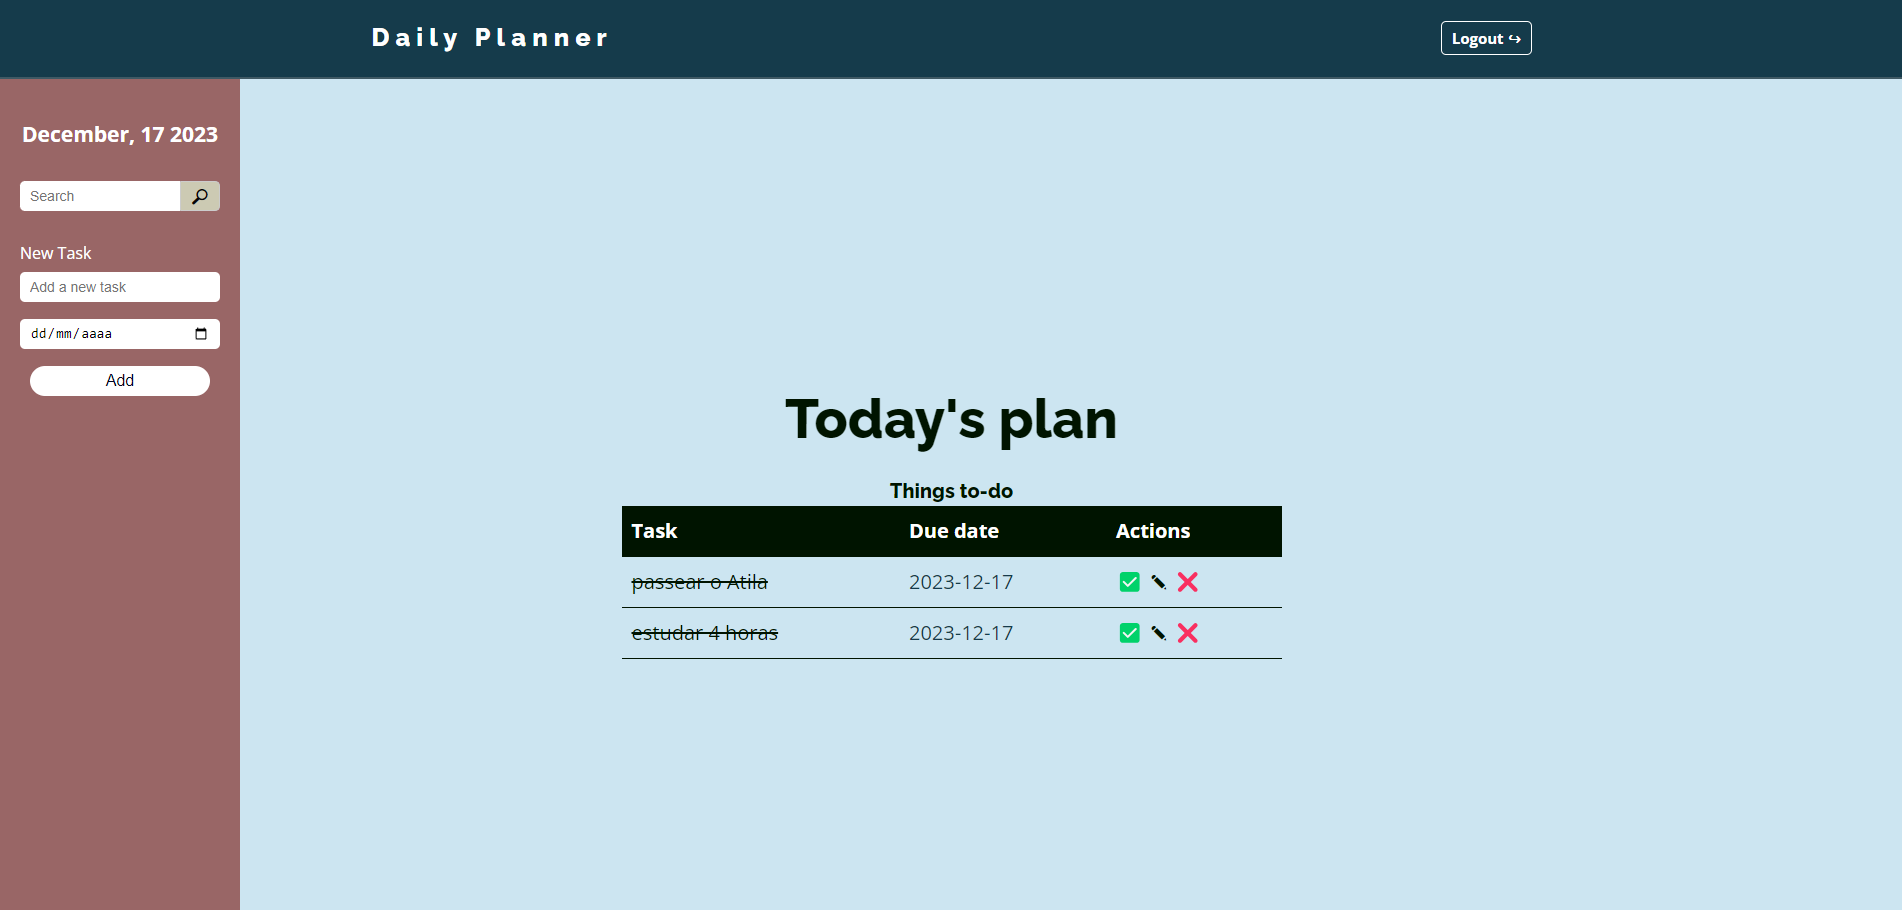 Daily Planner
Logout ↪
December, 17 2023
Search
New Task
Add a new task
dd/mm/aaaa
Add
Today's plan
Things to-do
Task Due date Actions
passear o Atila 2023-12-17
estudar 4 horas 2023-12-17